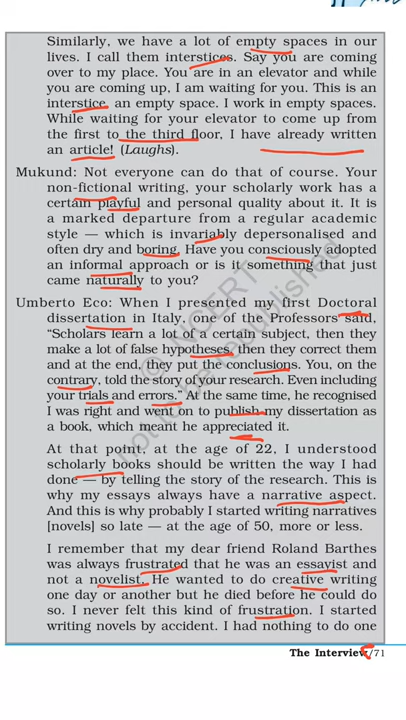 Similarly, we have a lot of empty spaces in our
lives. I call them interstices. Say you are coming
over to my place. You are in an elevator and while
you are coming up, I am waiting for you. This is an
interstice, an empty space. I work in empty spaces.
While waiting for your elevator to come up from
the first to the third floor, I have already written
an article! (Laughs).
Mukund: Not everyone can do that of course. Your
non-fictional writing, your scholarly work has a
certain playful and personal quality about it. It is
a marked departure from a regular academic
style — which is invariably depersonalised and
often dry and boring. Have you consciously adopted
an informal approach or is it something that just
came naturally to you?
Umberto Eco: When I presented my first Doctoral
dissertation in Italy, one of the Professors said,
“Scholars learn a lot of a certain subject, then they
make a lot of false hypotheses, then they correct them
and at the end, they put the conclusions. You, on the
contrary, told the story of your research. Even including
your trials and errors.” At the same time, he recognised
I was right and went on to publish my dissertation as
a book, which meant he appreciated it.
At that point, at the age of 22, I understood
scholarly books should be written the way I had
done — by telling the story of the research. This is
why my essays always have a narrative aspect.
And this is why probably I started writing narratives
[novels] so late — at the age of 50, more or less.
I remember that my dear friend Roland Barthes
was always frustrated that he was an essayist and
not a novelist. He wanted to do creative writing
one day or another but he died before he could do
so. I never felt this kind of frustration. I started
writing novels by accident. I had nothing to do one
The Interview/71
© NCERT
not to be republished